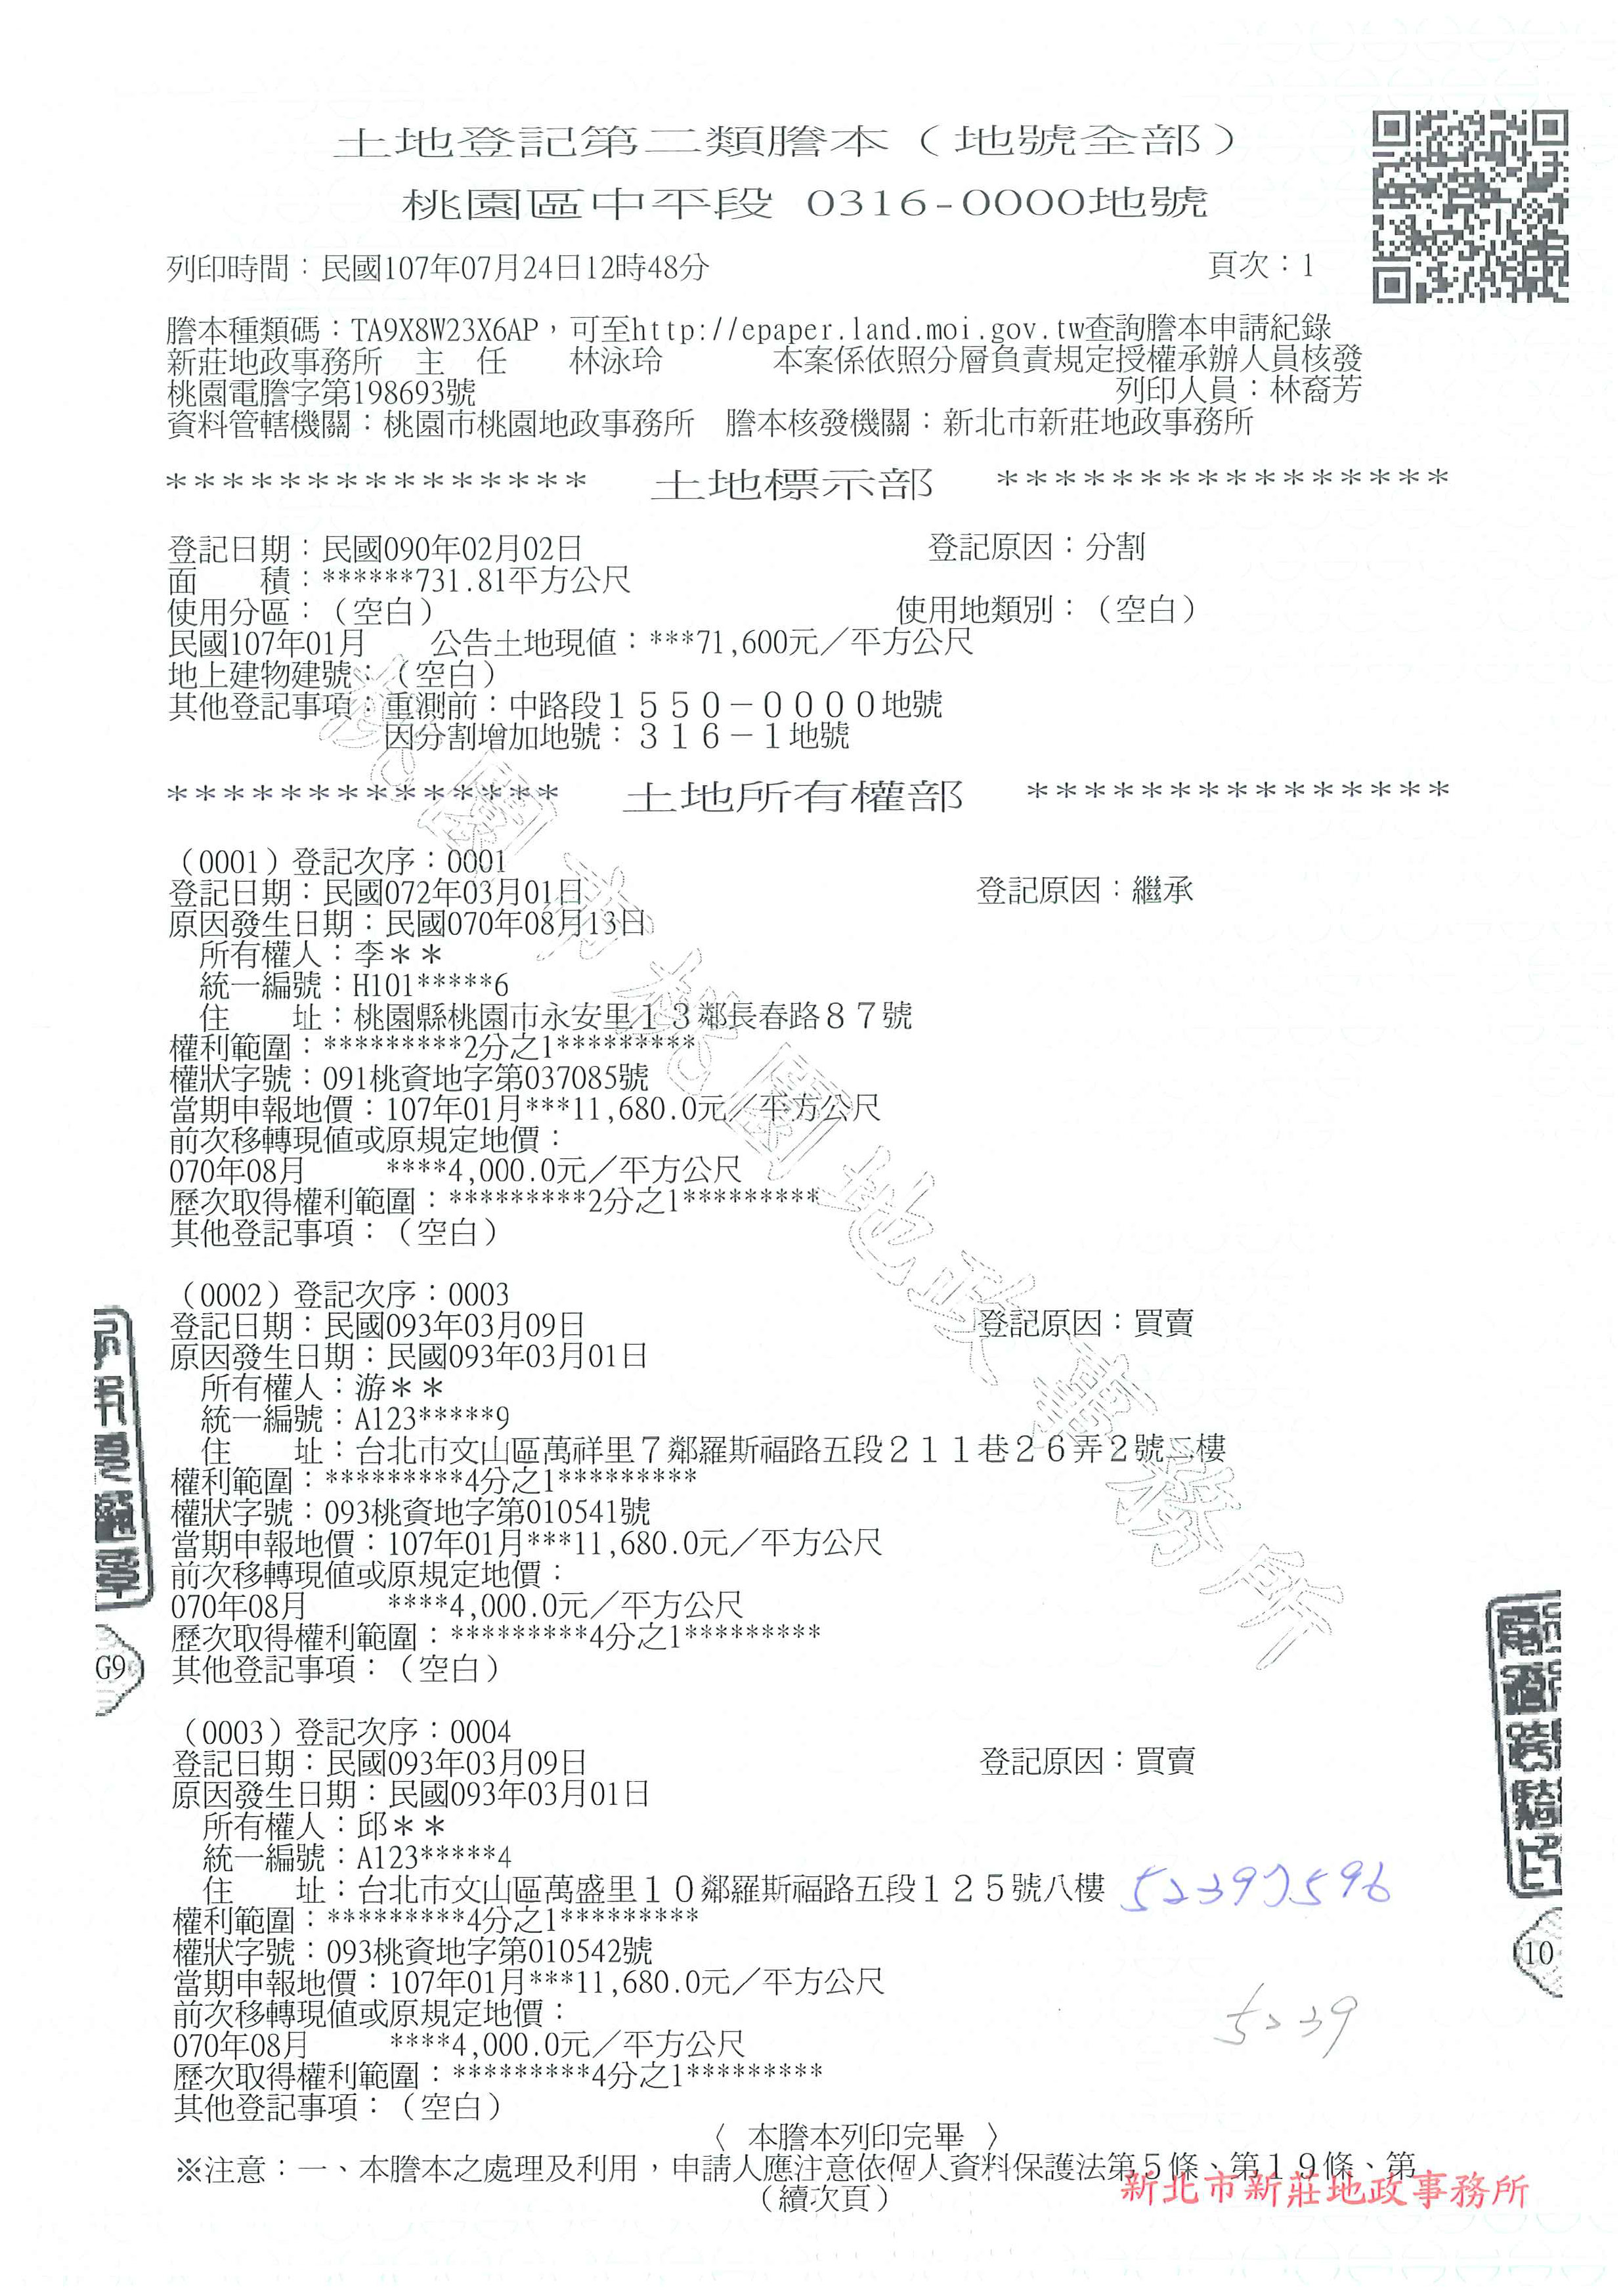 土地登記第二類謄本（地號全部）
桃園區中平段 0316-0000地號
列印時間：民國107年07月24日12時48分 頁次：1
謄本種類碼：TA9X8W23X6AP，可至http://epaper.land.moi.gov.tw查詢謄本申請紀錄
新莊地政事務所 主 任 林泳玲 本案係依照分層負責規定授權承辦人員核發
桃園電謄字第198693號 列印人員：林裔芳
資料管轄機關：桃園市桃園地政事務所 謄本核發機關：新北市新莊地政事務所
*************** 土地標示部 ****************
登記日期：民國090年02月02日 登記原因：分割
面 積：******731.81平方公尺
使用分區：（空白） 使用地類別：（空白）
民國107年01月 公告土地現值：***71,600元／平方公尺
地上建物建號：（空白）
其他登記事項：重測前：中路段１５５０－００００地號
因分割增加地號：３１６－１地號
************** 土地所有權部 ***************
（0001）登記次序：0001
登記日期：民國072年03月01日 登記原因：繼承
原因發生日期：民國070年08月13日
所有權人：李＊＊
統一編號：H101*****6
住 址：桃園縣桃園市永安里１３鄰長春路８７號
權利範圍：*********2分之1*********
權狀字號：091桃資地字第037085號
當期申報地價：107年01月***11,680.0元／平方公尺
前次移轉現值或原規定地價：
070年08月 ****4,000.0元／平方公尺
歷次取得權利範圍：*********2分之1*********
其他登記事項：（空白）
（0002）登記次序：0003
登記日期：民國093年03月09日 登記原因：買賣
原因發生日期：民國093年03月01日
所有權人：游＊＊
統一編號：A123*****9
住 址：台北市文山區萬祥里７鄰羅斯福路五段２１１巷２６弄２號二樓
權利範圍：*********4分之1*********
權狀字號：093桃資地字第010541號
當期申報地價：107年01月***11,680.0元／平方公尺
前次移轉現值或原規定地價：
070年08月 ****4,000.0元／平方公尺
歷次取得權利範圍：*********4分之1*********
其他登記事項：（空白）
G9
（0003）登記次序：0004
登記日期：民國093年03月09日 登記原因：買賣
原因發生日期：民國093年03月01日
所有權人：邱＊＊
統一編號：A123*****4
住 址：台北市文山區萬盛里１０鄰羅斯福路五段１２５號八樓 52397596
權利範圍：*********4分之1*********
權狀字號：093桃資地字第010542號
10
當期申報地價：107年01月***11,680.0元／平方公尺
前次移轉現值或原規定地價：
5239
070年08月 ****4,000.0元／平方公尺
歷次取得權利範圍：*********4分之1*********
其他登記事項：（空白）
〈 本謄本列印完畢 〉
※注意：一、本謄本之處理及利用，申請人應注意依個人資料保護法第５條、第１９條、第
（續次頁）
新北市新莊地政事務所
桃園市桃園地政事務所